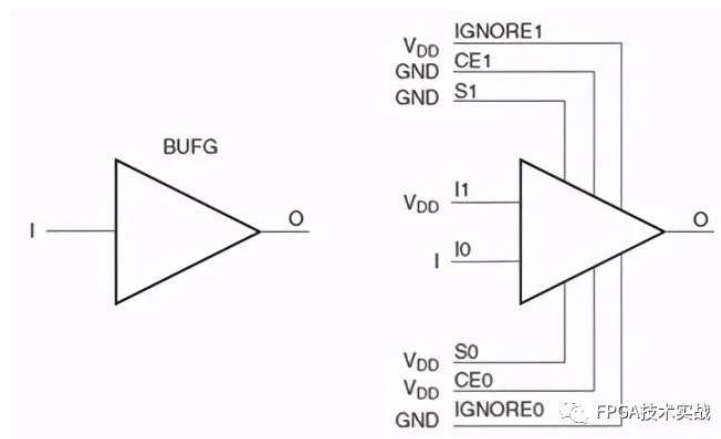 BUFG
I
O
VDD IGNORE1
GND CE1
GND S1
VDD I1
I I0
O
VDD S0
VDD CE0
GND IGNORE0
FPGA技术实战